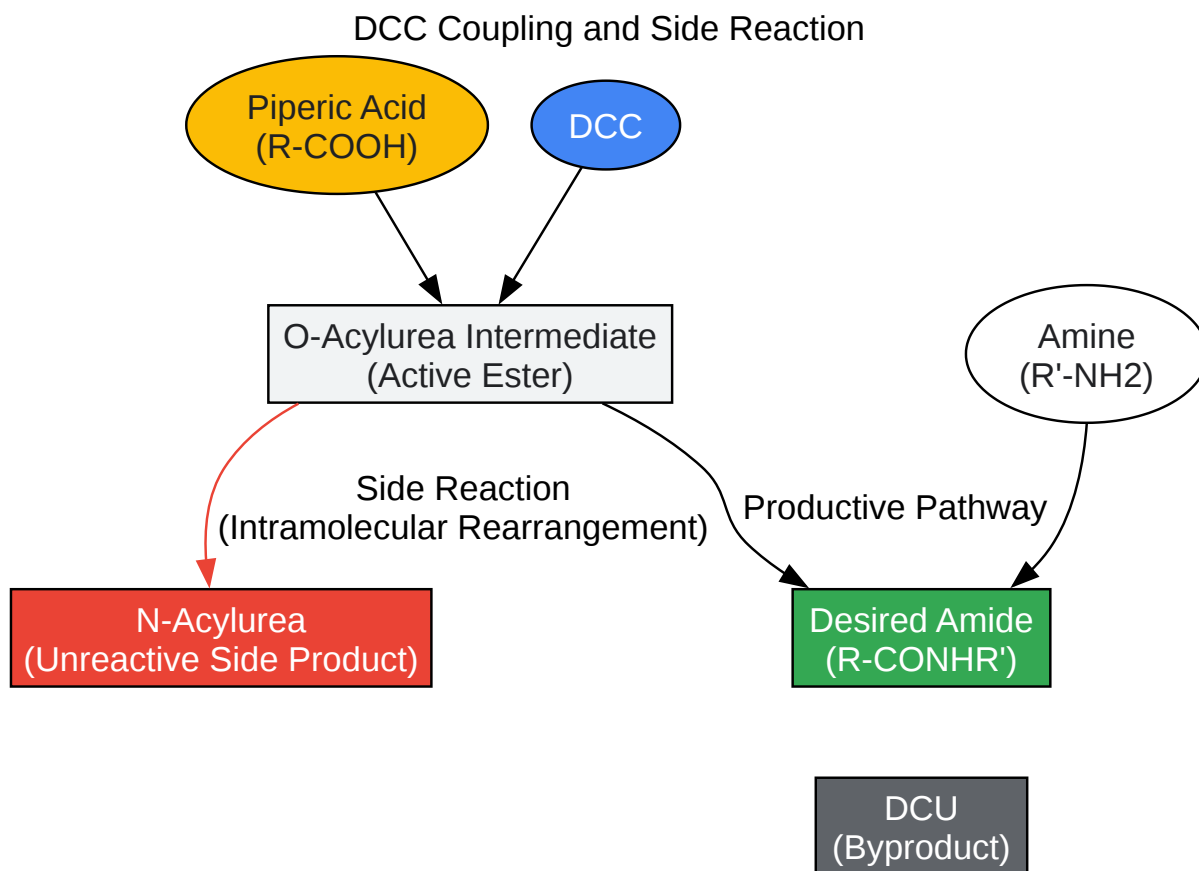 DCC Coupling and Side Reaction
Piperic Acid
(R-COOH)
DCC
O-Acylurea Intermediate
(Active Ester)
Amine
(R'-NH2)
Side Reaction
(Intramolecular Rearrangement)
Productive Pathway
N-Acylurea
(Unreactive Side Product)
Desired Amide
(R-CONHR')
DCU
(Byproduct)